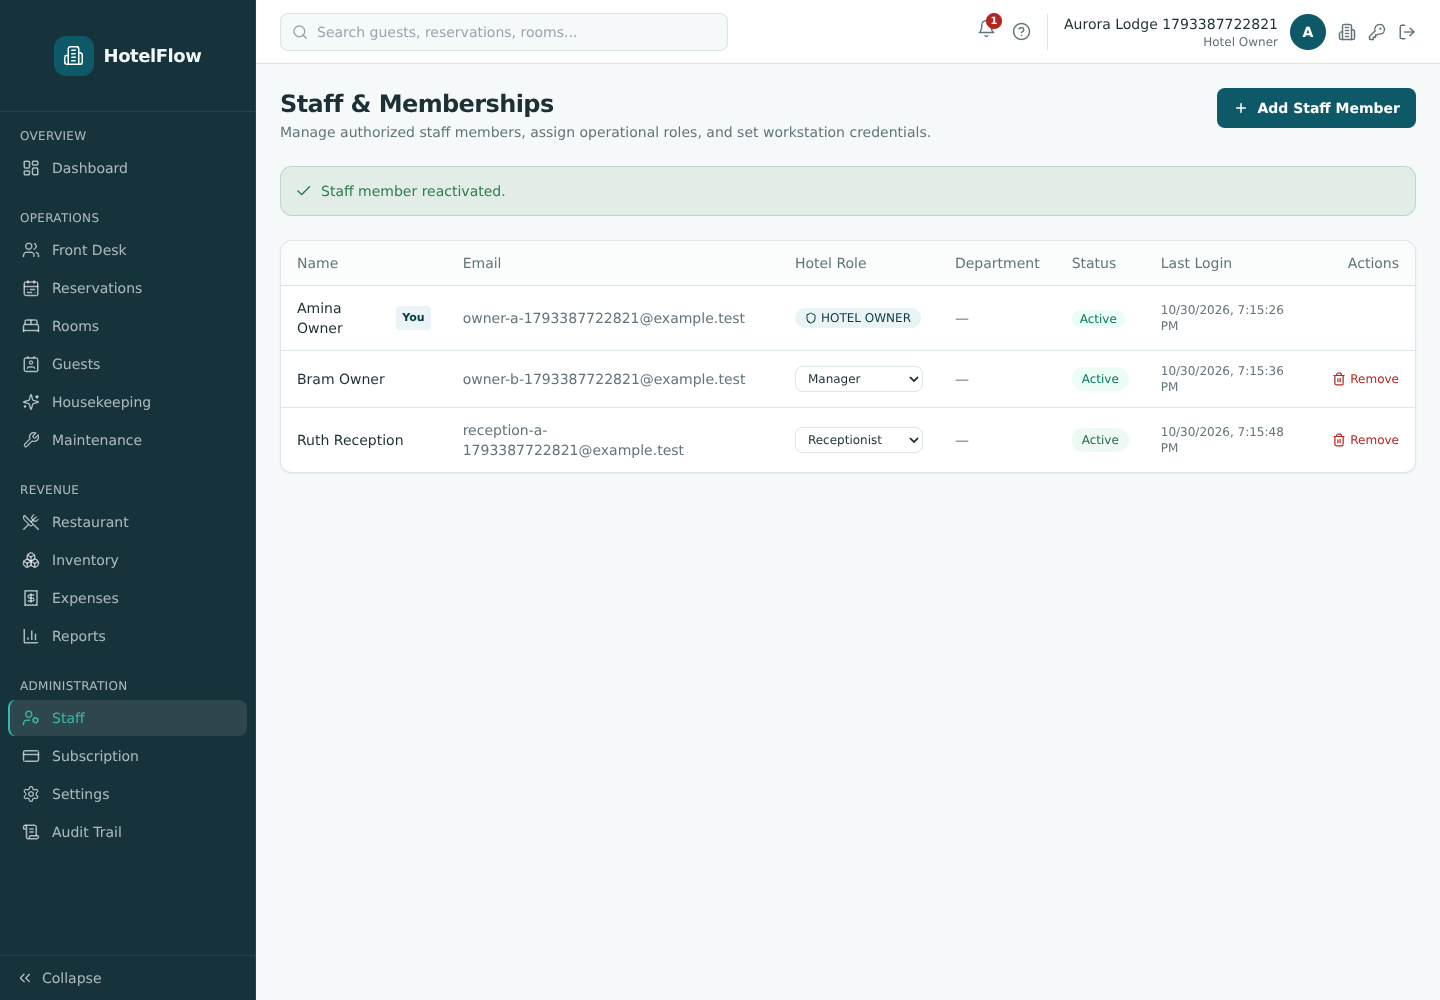 HotelFlow
OVERVIEW
Dashboard
OPERATIONS
Front Desk
Reservations
Rooms
Guests
Housekeeping
Maintenance
REVENUE
Restaurant
Inventory
Expenses
Reports
ADMINISTRATION
Staff
Subscription
Settings
Audit Trail
Collapse
Search guests, reservations, rooms...
1
Aurora Lodge 1793387722821
Hotel Owner
A
Staff & Memberships
Manage authorized staff members, assign operational roles, and set workstation credentials.
+ Add Staff Member
Staff member reactivated.
Name Email Hotel Role Department Status Last Login Actions
Amina Owner You owner-a-1793387722821@example.test HOTEL OWNER — Active 10/30/2026, 7:15:26 PM
Bram Owner owner-b-1793387722821@example.test Manager — Active 10/30/2026, 7:15:36 PM Remove
Ruth Reception reception-a-1793387722821@example.test Receptionist — Active 10/30/2026, 7:15:48 PM Remove